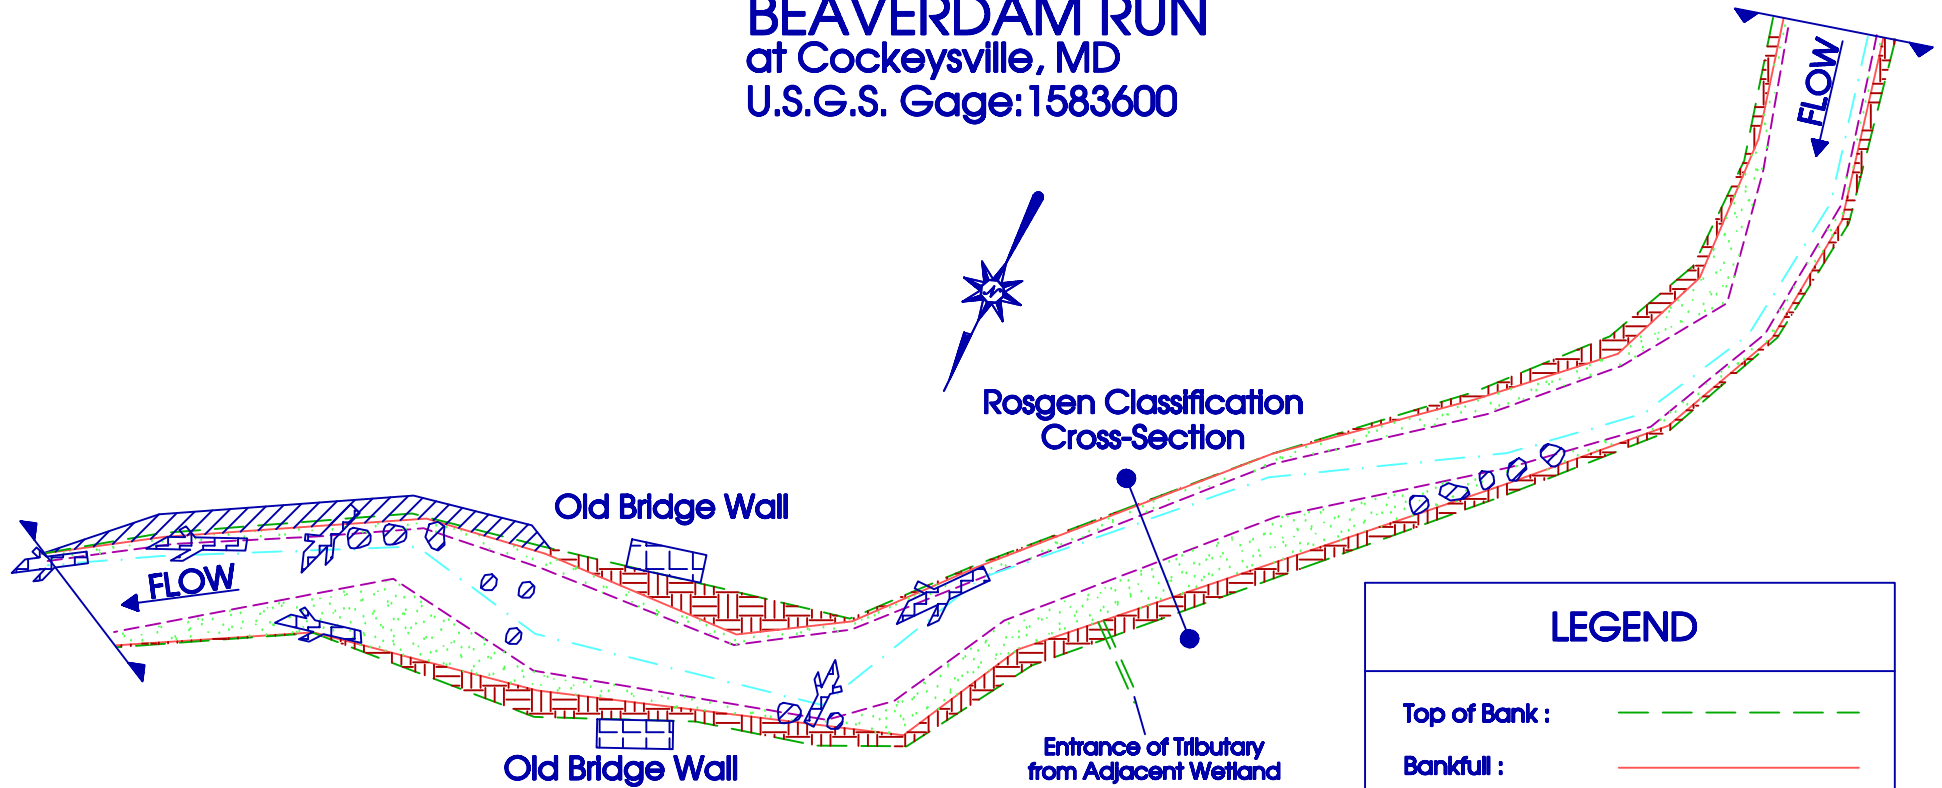 BEAVERDAM RUN
at Cockeysville, MD
U.S.G.S. Gage: 1583600
FLOW
N
Rosgen Classification
Cross-Section
Old Bridge Wall
FLOW
Old Bridge Wall
Entrance of Tributary
from Adjacent Wetland
LEGEND
Top of Bank :
Bankfull :